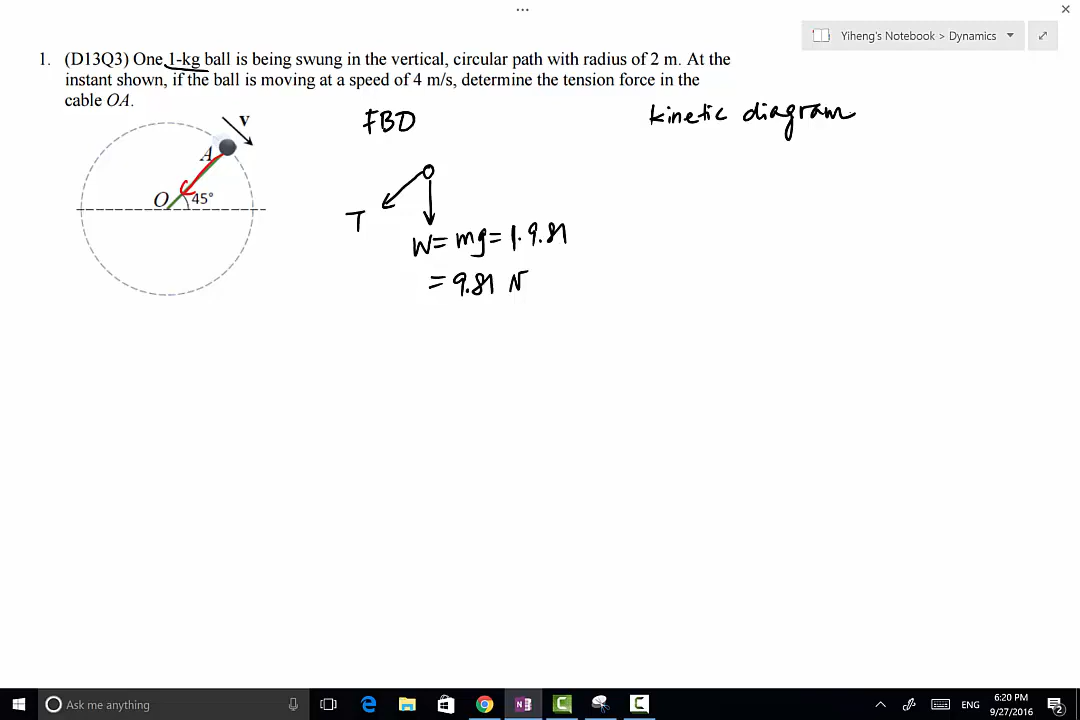 ...
Yiheng's Notebook > Dynamics
1. (D13Q3) One 1-kg ball is being swung in the vertical, circular path with radius of 2 m. At the
instant shown, if the ball is moving at a speed of 4 m/s, determine the tension force in the
cable OA.
FBD
kinetic diagram
v
A
O
45°
T
W = mg = 1·9.81
= 9.81 N
Ask me anything
ENG
6:20 PM
9/27/2016
2